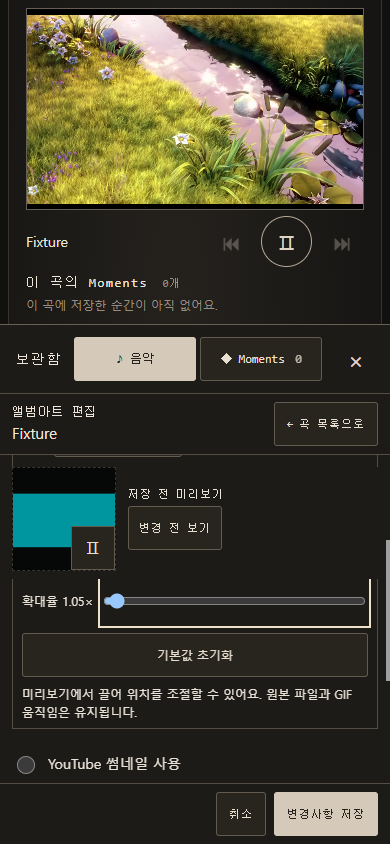 Fixture
이 곡의 Moments 0개
이 곡에 저장한 순간이 아직 없어요.
보관함
♪ 음악
◆ Moments 0
×
앨범아트 편집
Fixture
← 곡 목록으로
저장 전 미리보기
변경 전 보기
확대율 1.05×
기본값 초기화
미리보기에서 끌어 위치를 조절할 수 있어요. 원본 파일과 GIF
움직임은 유지됩니다.
YouTube 썸네일 사용
취소
변경사항 저장